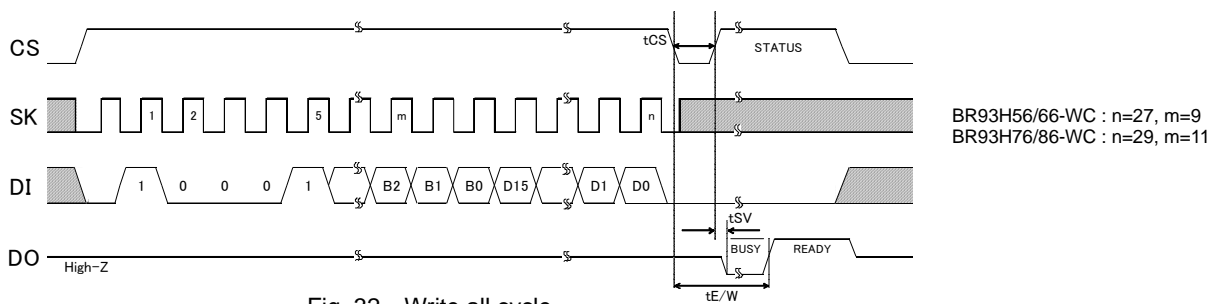 CS
tCS
STATUS
SK
1 2 5 m n
BR93H56/66-WC : n=27, m=9
BR93H76/86-WC : n=29, m=11
DI
1 0 0 0 1 B2 B1 B0 D15 D1 D0
tSV
BUSY READY
DO
High-Z
tE/W
Fig. 32 Write all cycle